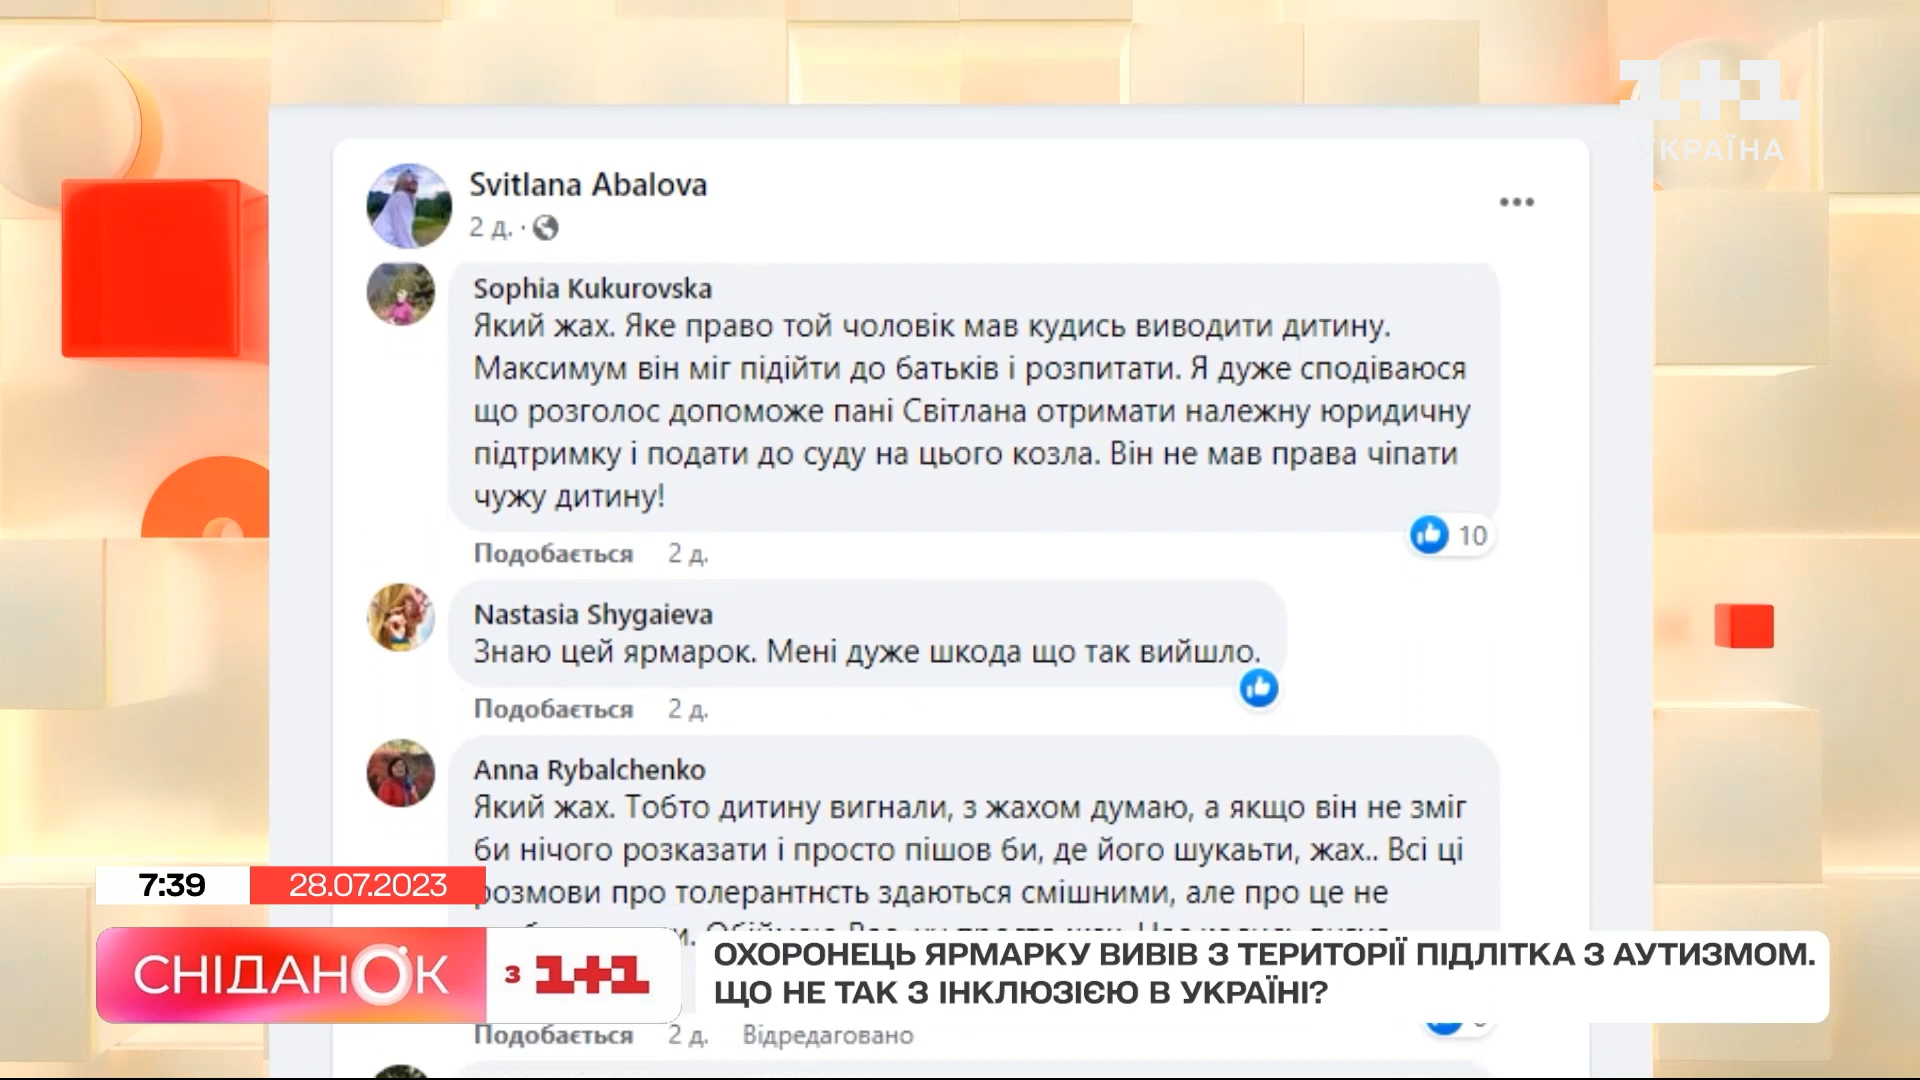 1+1
УКРАЇНА
Svitlana Abalova
2 д. ·
Sophia Kukurovska
Який жах. Яке право той чоловік мав кудись виводити дитину.
Максимум він міг підійти до батьків і розпитати. Я дуже сподіваюся
що розголос допоможе пані Світлана отримати належну юридичну
підтримку і подати до суду на цього козла. Він не мав права чіпати
чужу дитину!
10
Подобається 2 д.
Nastasia Shygaieva
Знаю цей ярмарок. Мені дуже шкода що так вийшло.
Подобається 2 д.
Anna Rybalchenko
Який жах. Тобто дитину вигнали, з жахом думаю, а якщо він не зміг
би нічого розказати і просто пішов би, де його шукаьти, жах.. Всі ці
розмови про толерантнсть здаються смішними, але про це не
7:39 28.07.2023
СНІДАНОК З 1+1
ОХОРОНЕЦЬ ЯРМАРКУ ВИВІВ З ТЕРИТОРІЇ ПІДЛІТКА З АУТИЗМОМ.
ЩО НЕ ТАК З ІНКЛЮЗІЄЮ В УКРАЇНІ?
Подобається 2 д. Відредаговано